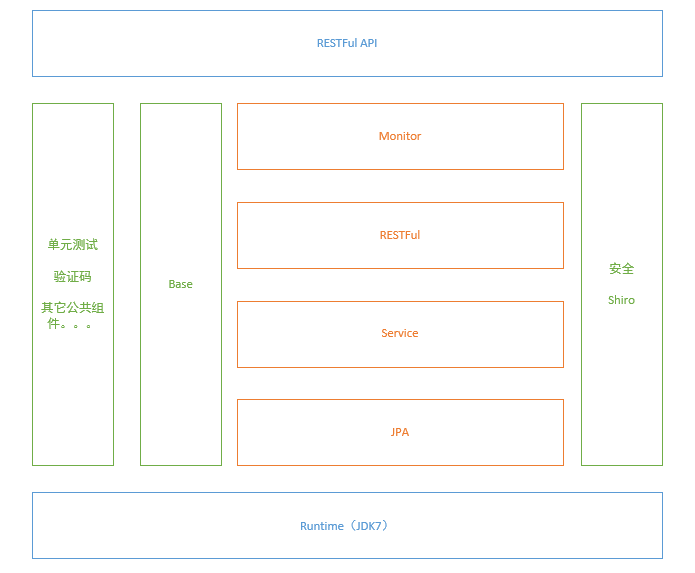 RESTFul API
单元测试
验证码
其它公共组
件。。。
Base
Monitor
RESTFul
Service
JPA
安全
Shiro
Runtime（JDK7）